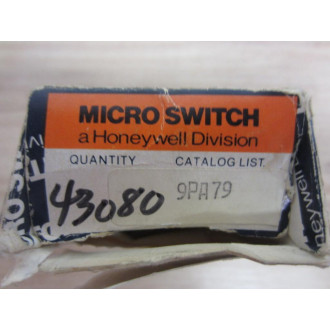 MICRO SWITCH
a Honeywell Division
QUANTITY CATALOG LIST
43080 9PA79